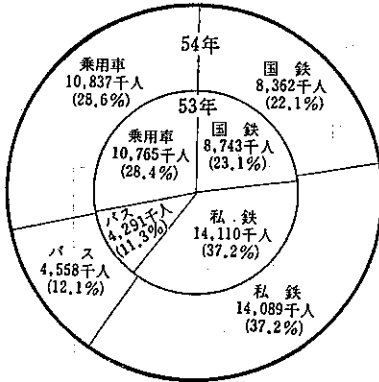 54年
乗用車
10,837千人
(28.6%)
国鉄
8,362千人
(22.1%)
53年
乗用車
10,765千人
(28.4%)
国鉄
8,743千人
(23.1%)
バス
4,291千人
(11.3%)
私鉄
14,110千人
(37.2%)
バス
4,558千人
(12.1%)
私鉄
14,089千人
(37.2%)